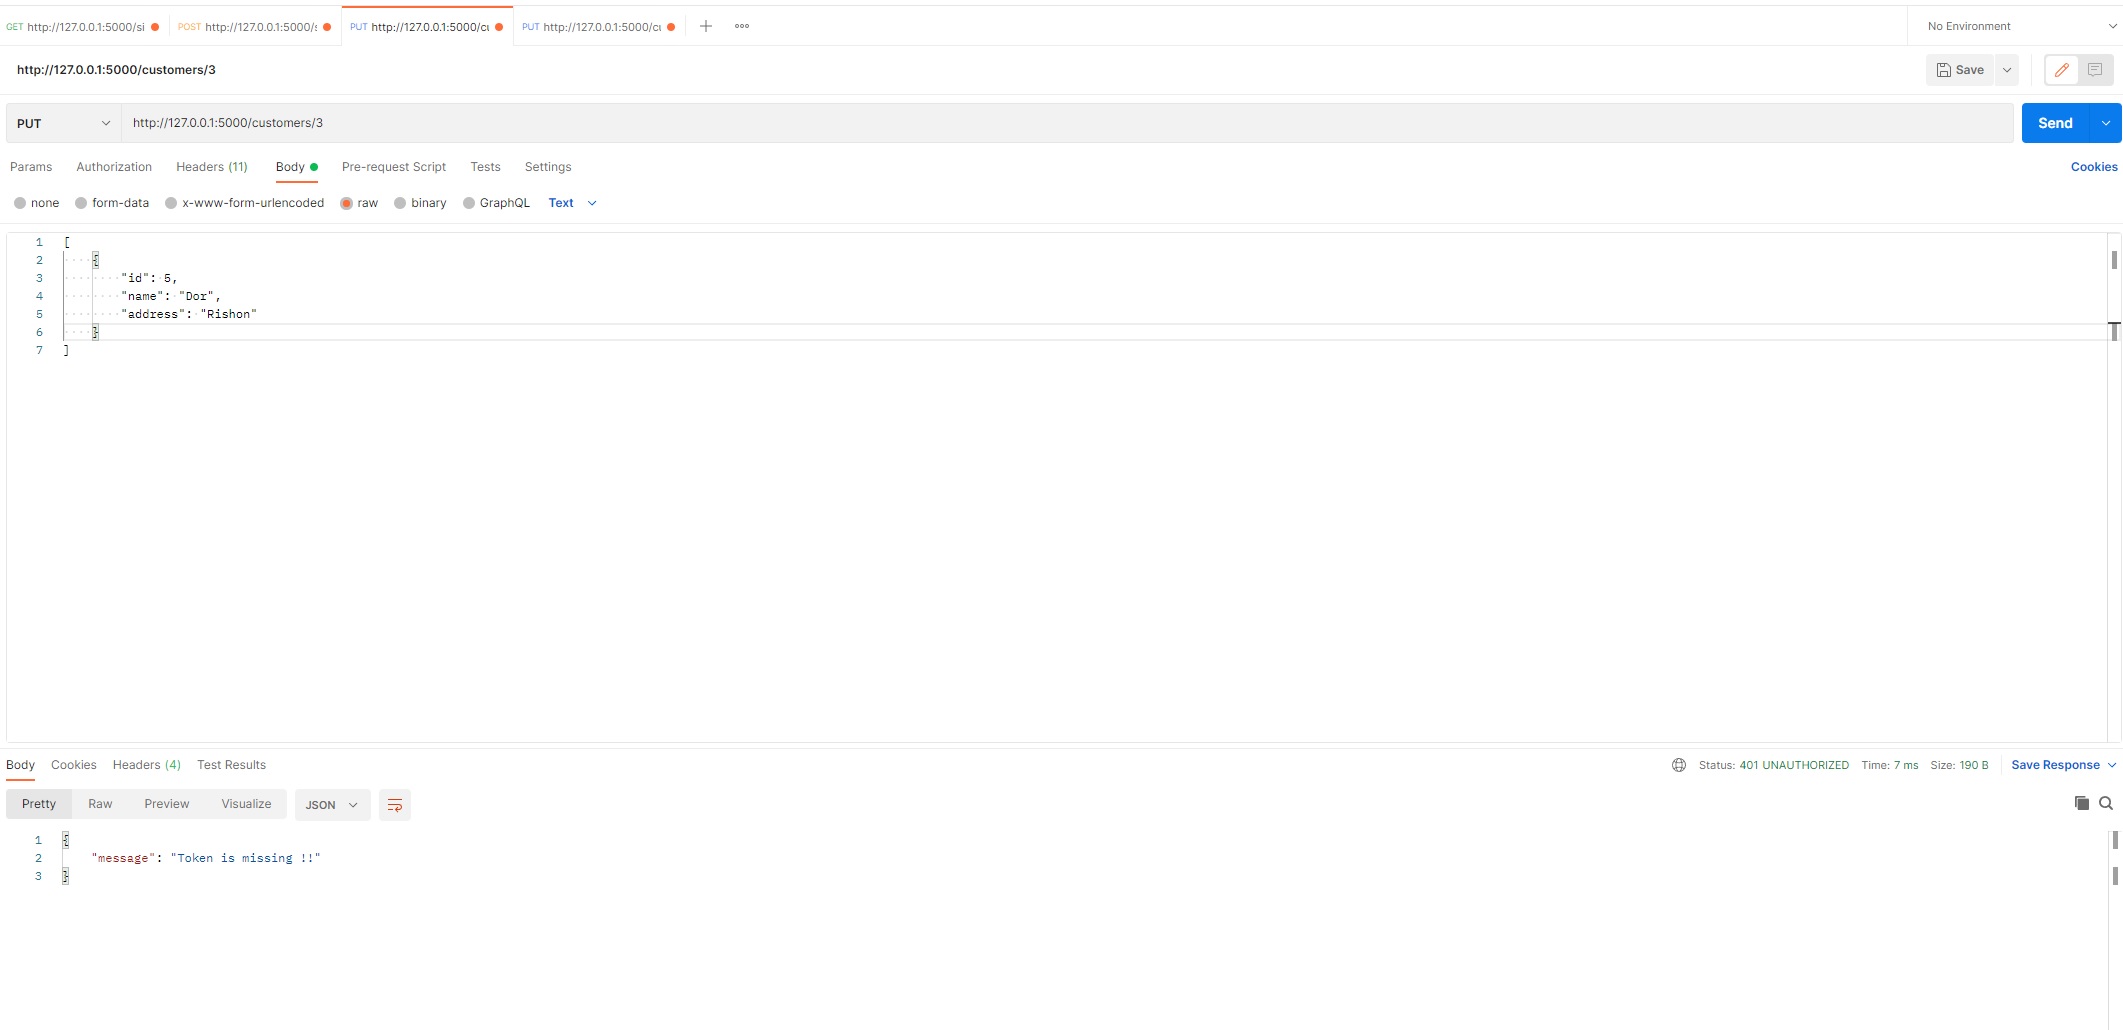 GET http://127.0.0.1:5000/si POST http://127.0.0.1:5000/s PUT http://127.0.0.1:5000/cu PUT http://127.0.0.1:5000/cu No Environment
http://127.0.0.1:5000/customers/3 Save
PUT http://127.0.0.1:5000/customers/3 Send
Params Authorization Headers (11) Body Pre-request Script Tests Settings Cookies
none form-data x-www-form-urlencoded raw binary GraphQL Text
1 [
2 {
3 "id": 5,
4 "name": "Dor",
5 "address": "Rishon"
6 }
7 ]
Body Cookies Headers (4) Test Results Status: 401 UNAUTHORIZED Time: 7 ms Size: 190 B Save Response
Pretty Raw Preview Visualize JSON
1 {
2 "message": "Token is missing !!"
3 }